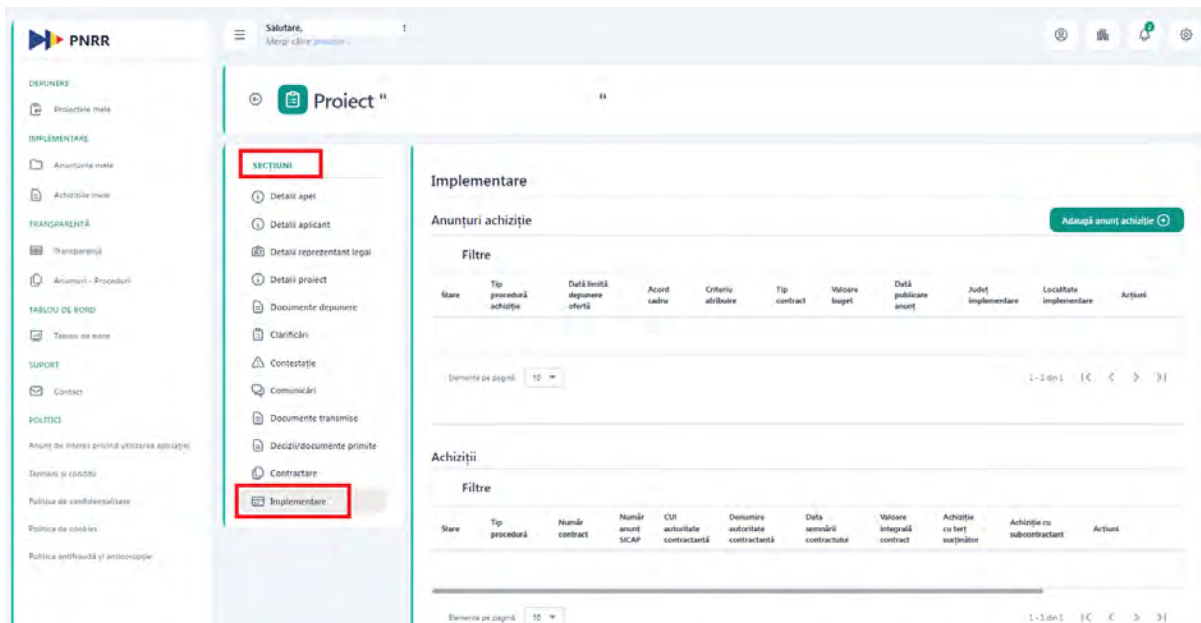 PNRR
Salutare,
Mergi către
2
DEPUNERE
Proiectele mele
IMPLEMENTARE
Anunțurile mele
Achizițiile mele
TRANSPARENȚĂ
Transparență
Anunțuri - Proceduri
TABLOU DE BORD
Tablou de bord
SUPORT
Contact
POLITICI
Anunț de interes privind utilizarea aplicației
Termeni și condiții
Politica de confidențialitate
Politica de cookies
Politica antifraudă și anticorupție
Proiect " "
SECȚIUNI
Detalii apel
Detalii aplicant
Detalii reprezentant legal
Detalii proiect
Documente depunere
Clarificări
Contestație
Comunicări
Documente transmise
Decizii/documente primite
Contractare
Implementare
Implementare
Anunțuri achiziție
Adaugă anunț achiziție
Filtre
Stare
Tip
procedură
achiziție
Dată limită
depunere
ofertă
Acord
cadru
Criteriu
atribuire
Tip
contract
Valoare
buget
Dată
publicare
anunț
Județ
implementare
Localitate
implementare
Acțiuni
Elemente pe pagină: 10
1-1 din 1
Achiziții
Filtre
Stare
Tip
procedură
Număr
contract
Număr
anunț
SICAP
CUI
autoritate
contractantă
Denumire
autoritate
contractantă
Data
semnării
contractului
Valoare
integrală
contract
Achiziție
cu terț
susținător
Achiziție cu
subcontractant
Acțiuni
Elemente pe pagină: 10
1-1 din 1